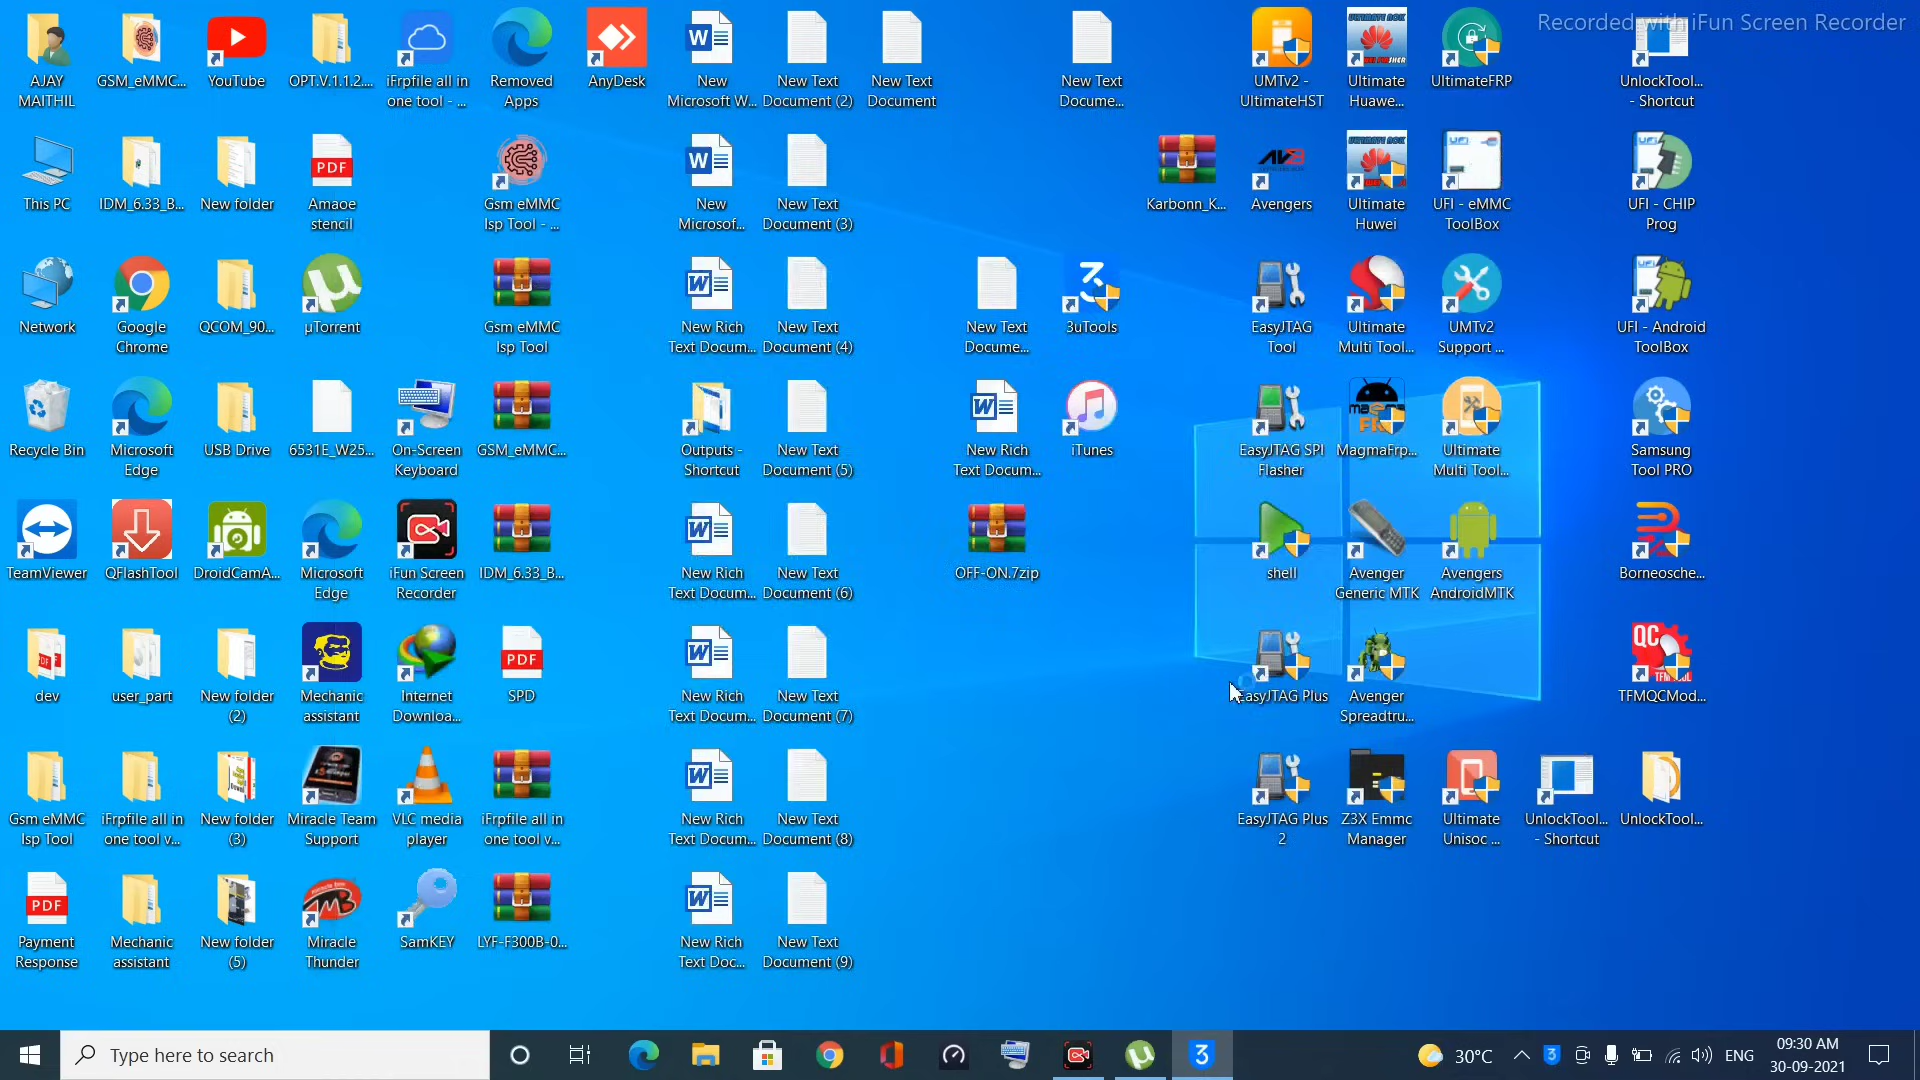 Recorded with iFun Screen Recorder
AJAY
MAITHIL
GSM_eMMC...
YouTube
OPT.V.1.1.2....
iFrpfile all in
one tool - ...
Removed
Apps
AnyDesk
New
Microsoft W...
New Text
Document (2)
New Text
Document
New Text
Docume...
UMTv2 -
UltimateHST
Ultimate
Huawe...
UltimateFRP
UnlockTool...
- Shortcut
This PC
IDM_6.33_B...
New folder
PDF
Amaoe
stencil
Gsm eMMC
Isp Tool - ...
New
Microsof...
New Text
Document (3)
Karbonn_K...
Avengers
Ultimate
Huwei
UFI - eMMC
ToolBox
UFI - CHIP
Prog
Network
Google
Chrome
QCOM_90...
µTorrent
Gsm eMMC
Isp Tool
New Rich
Text Docum...
New Text
Document (4)
New Text
Docume...
3uTools
EasyJTAG
Tool
Ultimate
Multi Tool...
UMTv2
Support ...
UFI - Android
ToolBox
Recycle Bin
Microsoft
Edge
USB Drive
6531E_W25...
On-Screen
Keyboard
GSM_eMMC...
Outputs -
Shortcut
New Text
Document (5)
New Rich
Text Docum...
iTunes
EasyJTAG SPI
Flasher
MagmaFrp...
Ultimate
Multi Tool...
Samsung
Tool PRO
TeamViewer
QFlashTool
DroidCamA...
Microsoft
Edge
iFun Screen
Recorder
IDM_6.33_B...
New Rich
Text Docum...
New Text
Document (6)
OFF-ON.7zip
shell
Avenger
Generic MTK
Avengers
AndroidMTK
Borneosche...
dev
user_part
New folder
(2)
Mechanic
assistant
Internet
Downloa...
PDF
SPD
New Rich
Text Docum...
New Text
Document (7)
EasyJTAG Plus
Avenger
Spreadtru...
QC
TFMQCMod...
Gsm eMMC
Isp Tool
iFrpfile all in
one tool v...
New folder
(3)
Miracle Team
Support
VLC media
player
iFrpfile all in
one tool v...
New Rich
Text Docum...
New Text
Document (8)
EasyJTAG Plus
2
Z3X Emmc
Manager
Ultimate
Unisoc ...
UnlockTool...
- Shortcut
UnlockTool...
PDF
Payment
Response
Mechanic
assistant
New folder
(5)
Miracle
Thunder
SamKEY
LYF-F300B-0...
New Rich
Text Doc...
New Text
Document (9)
Type here to search
30°C
ENG
09:30 AM
30-09-2021